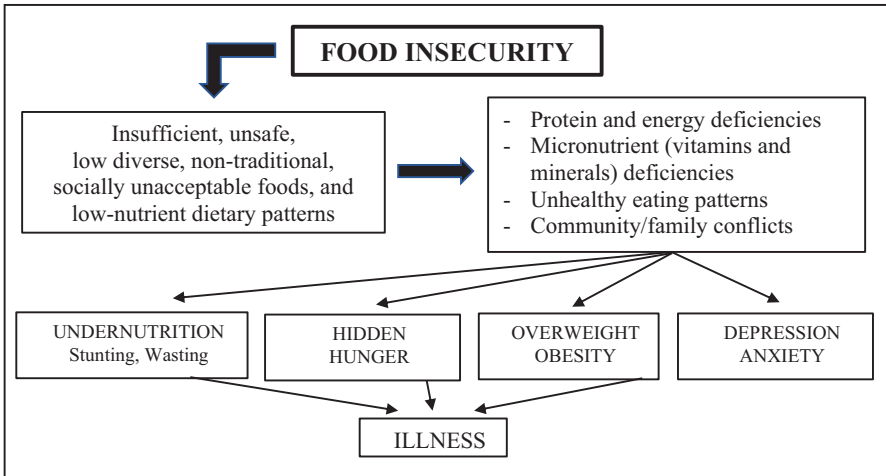 FOOD INSECURITY
Insufficient, unsafe,
low diverse, non-traditional,
socially unacceptable foods, and
low-nutrient dietary patterns
- Protein and energy deficiencies
- Micronutrient (vitamins and
minerals) deficiencies
- Unhealthy eating patterns
- Community/family conflicts
UNDERNUTRITION
Stunting, Wasting
HIDDEN
HUNGER
OVERWEIGHT
OBESITY
DEPRESSION
ANXIETY
ILLNESS